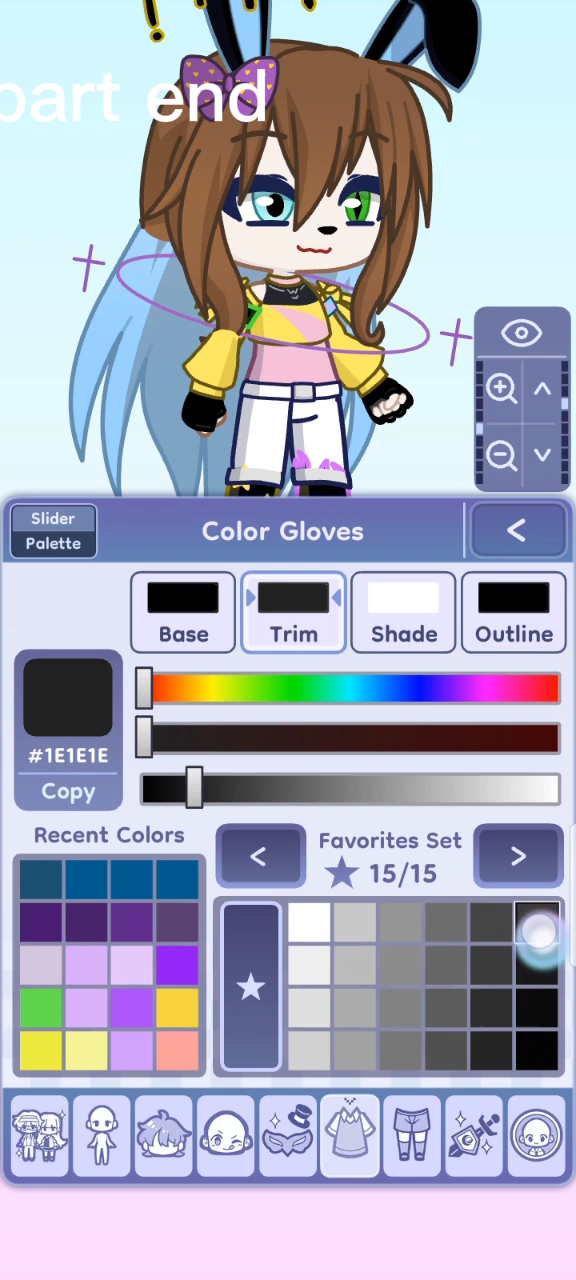 part end
Slider
Palette
Color Gloves
<
Base
Trim
Shade
Outline
#1E1E1E
Copy
Recent Colors
<
Favorites Set
15/15
>